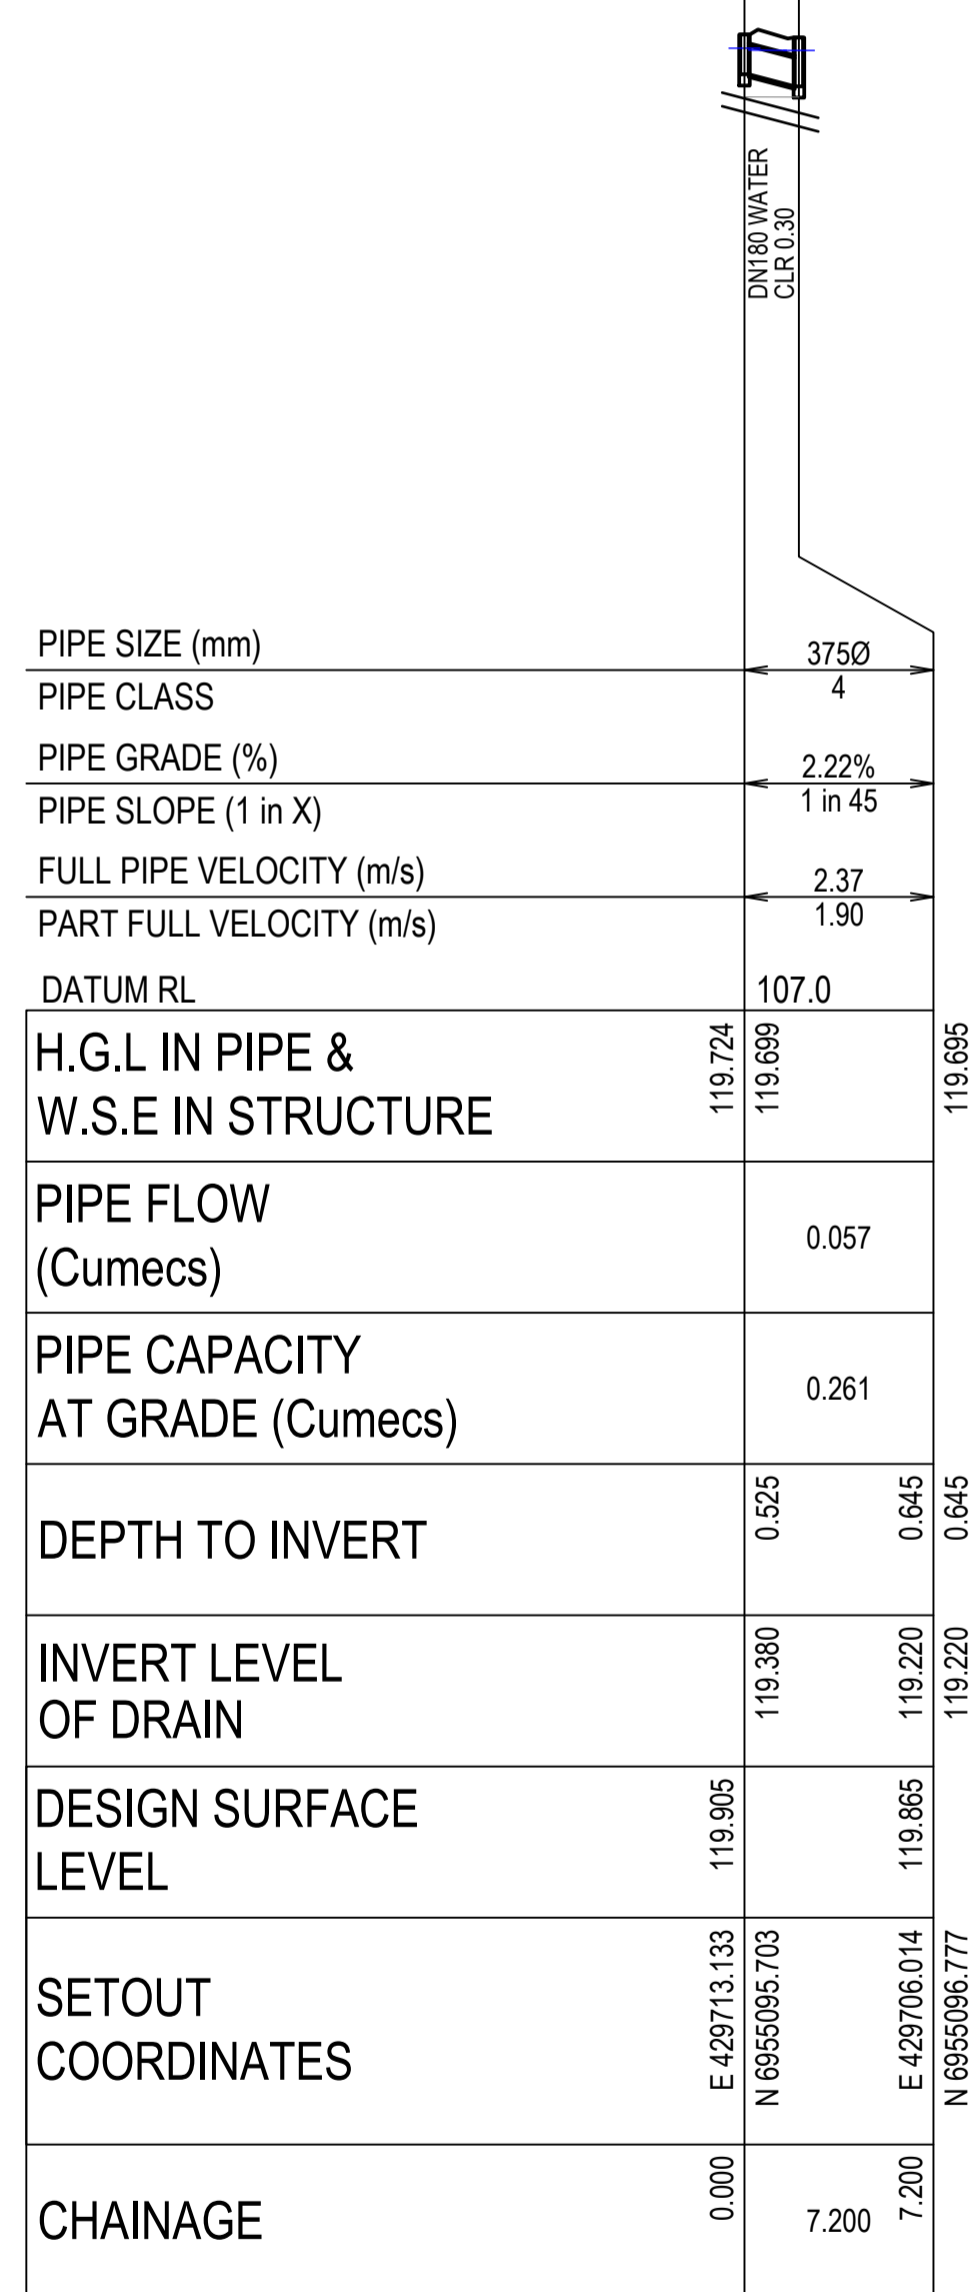 DN180 WATER
CLR 0.30
PIPE SIZE (mm)
375Ø
PIPE CLASS
4
PIPE GRADE (%)
2.22%
PIPE SLOPE (1 in X)
1 in 45
FULL PIPE VELOCITY (m/s)
2.37
PART FULL VELOCITY (m/s)
1.90
DATUM RL
107.0
H.G.L IN PIPE &
W.S.E IN STRUCTURE
119.724
119.699
119.695
PIPE FLOW
(Cumecs)
0.057
PIPE CAPACITY
AT GRADE (Cumecs)
0.261
DEPTH TO INVERT
0.525
0.645
0.645
INVERT LEVEL
OF DRAIN
119.380
119.220
119.220
DESIGN SURFACE
LEVEL
119.905
119.865
SETOUT
COORDINATES
E 429713.133
N 6955095.703
E 429706.014
N 6955096.777
CHAINAGE
0.000
7.200
7.200